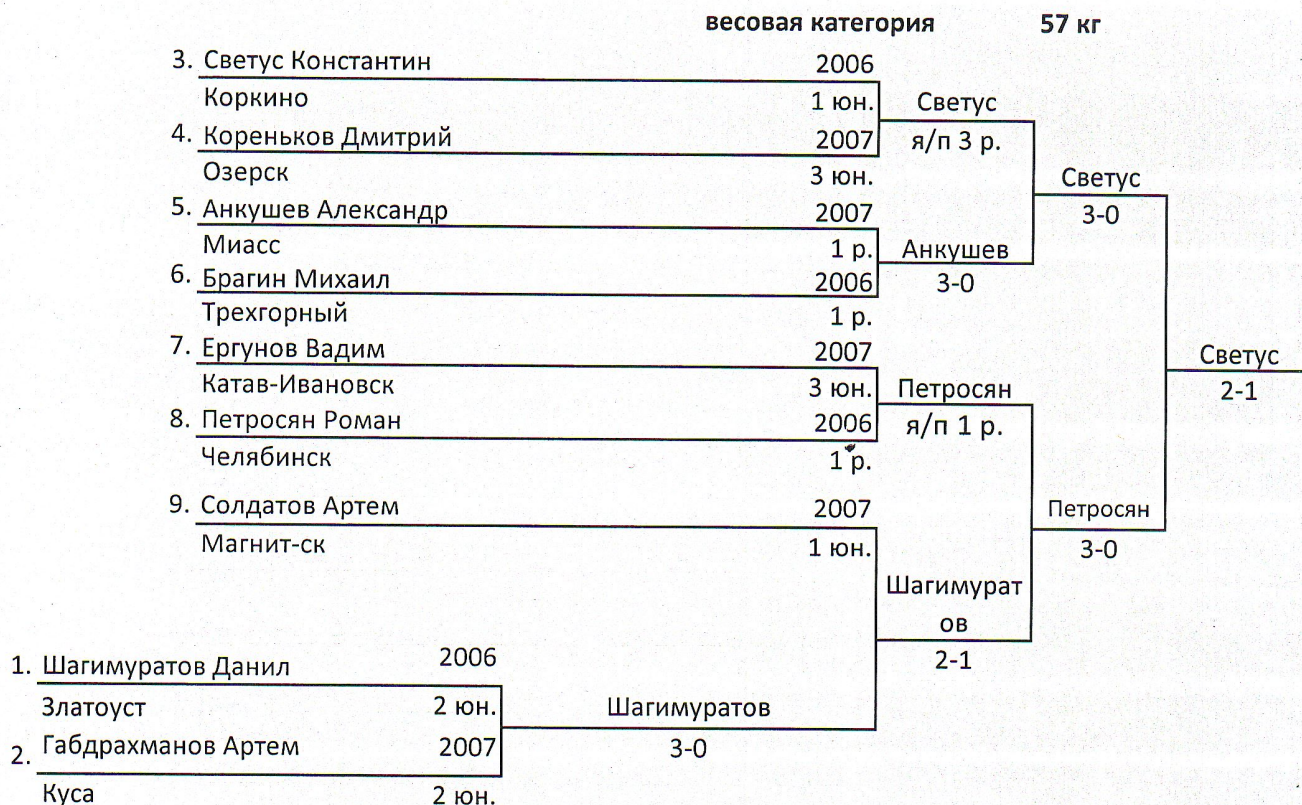 весовая категория 57 кг
3. Светус Константин 2006
Коркино 1 юн. Светус
4. Кореньков Дмитрий 2007 я/п 3 р.
Озерск 3 юн. Светус
5. Анкушев Александр 2007 3-0
Миасс 1 р. Анкушев
6. Брагин Михаил 2006 3-0
Трехгорный 1 р.
7. Ергунов Вадим 2007 Светус
Катав-Ивановск 3 юн. Петросян 2-1
8. Петросян Роман 2006 я/п 1 р.
Челябинск 1 р.
9. Солдатов Артем 2007 Петросян
Магнит-ск 1 юн. 3-0
Шагимурат
ов
2-1
1. Шагимуратов Данил 2006
Златоуст 2 юн. Шагимуратов
2. Габдрахманов Артем 2007 3-0
Куса 2 юн.